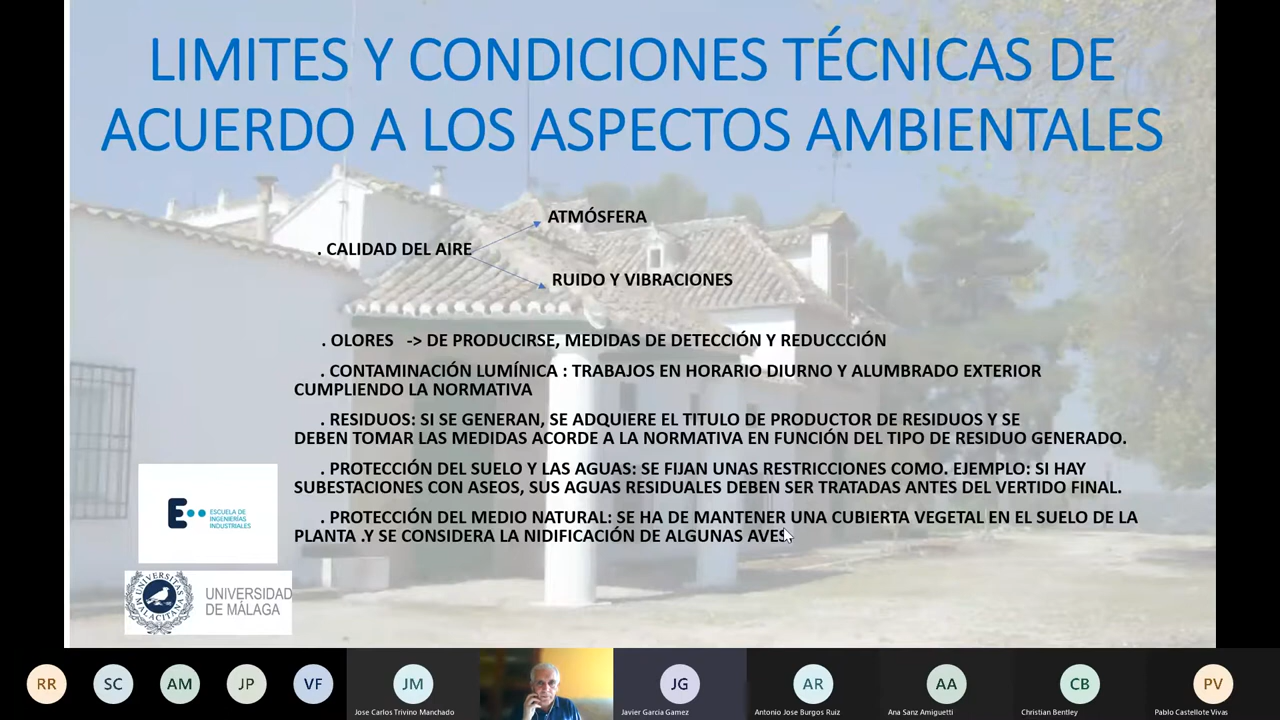 LIMITES Y CONDICIONES TÉCNICAS DE
ACUERDO A LOS ASPECTOS AMBIENTALES
ATMÓSFERA
. CALIDAD DEL AIRE
RUIDO Y VIBRACIONES
. OLORES -> DE PRODUCIRSE, MEDIDAS DE DETECCIÓN Y REDUCCCIÓN
. CONTAMINACIÓN LUMÍNICA : TRABAJOS EN HORARIO DIURNO Y ALUMBRADO EXTERIOR
CUMPLIENDO LA NORMATIVA
. RESIDUOS: SI SE GENERAN, SE ADQUIERE EL TITULO DE PRODUCTOR DE RESIDUOS Y SE
DEBEN TOMAR LAS MEDIDAS ACORDE A LA NORMATIVA EN FUNCIÓN DEL TIPO DE RESIDUO GENERADO.
. PROTECCIÓN DEL SUELO Y LAS AGUAS: SE FIJAN UNAS RESTRICCIONES COMO. EJEMPLO: SI HAY
SUBESTACIONES CON ASEOS, SUS AGUAS RESIDUALES DEBEN SER TRATADAS ANTES DEL VERTIDO FINAL.
. PROTECCIÓN DEL MEDIO NATURAL: SE HA DE MANTENER UNA CUBIERTA VEGETAL EN EL SUELO DE LA
PLANTA .Y SE CONSIDERA LA NIDIFICACIÓN DE ALGUNAS AVES
E
ESCUELA DE
INGENIERÍAS
INDUSTRIALES
UNIVERSITAS
MALACITANA
UNIVERSIDAD
DE MÁLAGA
RR SC AM JP VF JM JG AR AA CB PV
Jose Carlos Trivino Manchado Javier Garcia Gamez Antonio Jose Burgos Ruiz Ana Sanz Amiguetti Christian Bentley Pablo Castellote Vivas